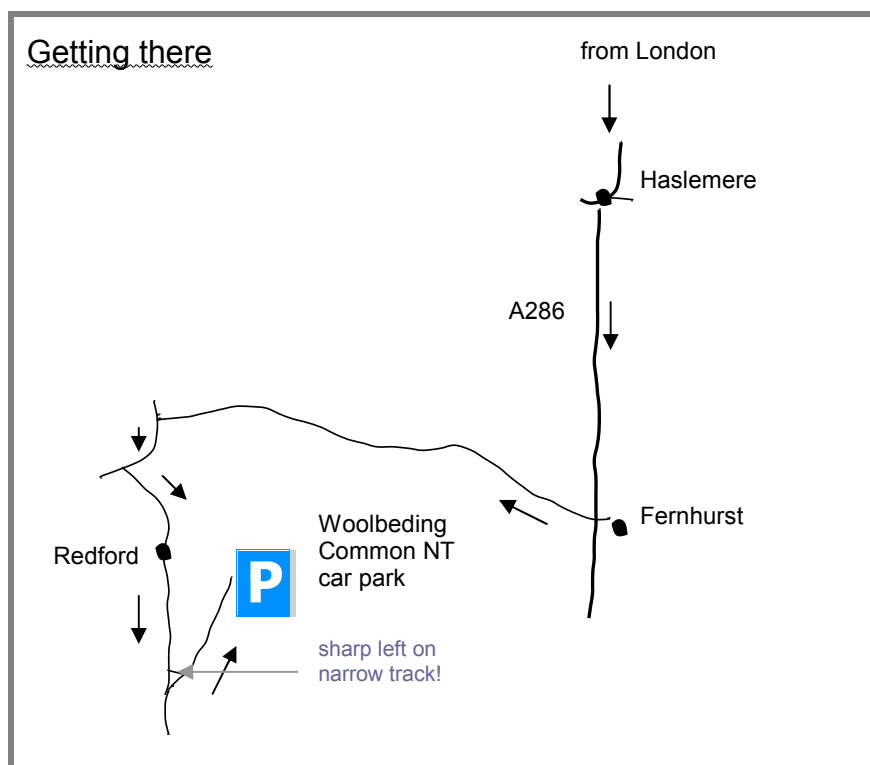 Getting there
from London
Haslemere
A286
Fernhurst
Woolbeding
Common NT
car park
Redford
P
sharp left on
narrow track!